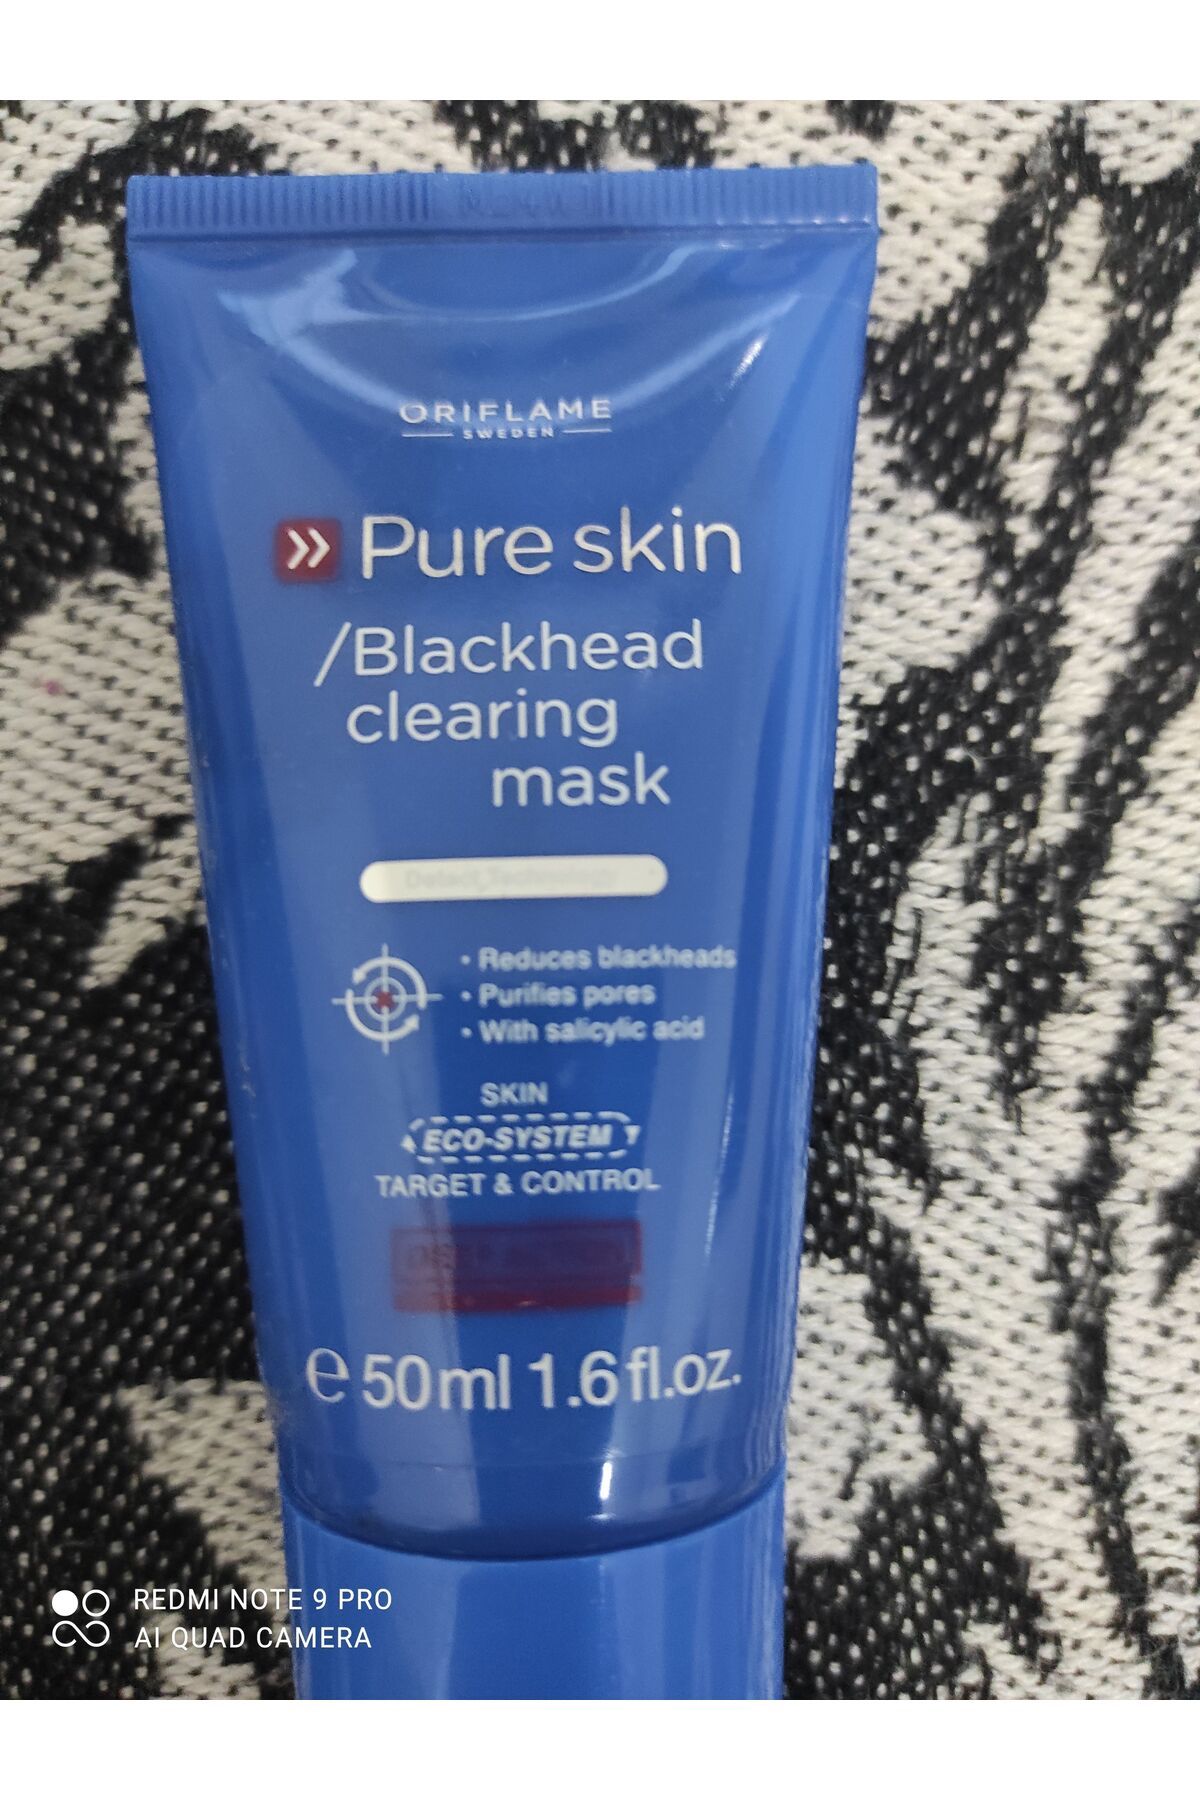 ORIFLAME
SWEDEN
Pure skin
/Blackhead
clearing
mask
• Reduces blackheads
• Purifies pores
• With salicylic acid
SKIN
ECO-SYSTEM
TARGET & CONTROL
e 50ml 1.6 fl.oz.
REDMI NOTE 9 PRO
AI QUAD CAMERA